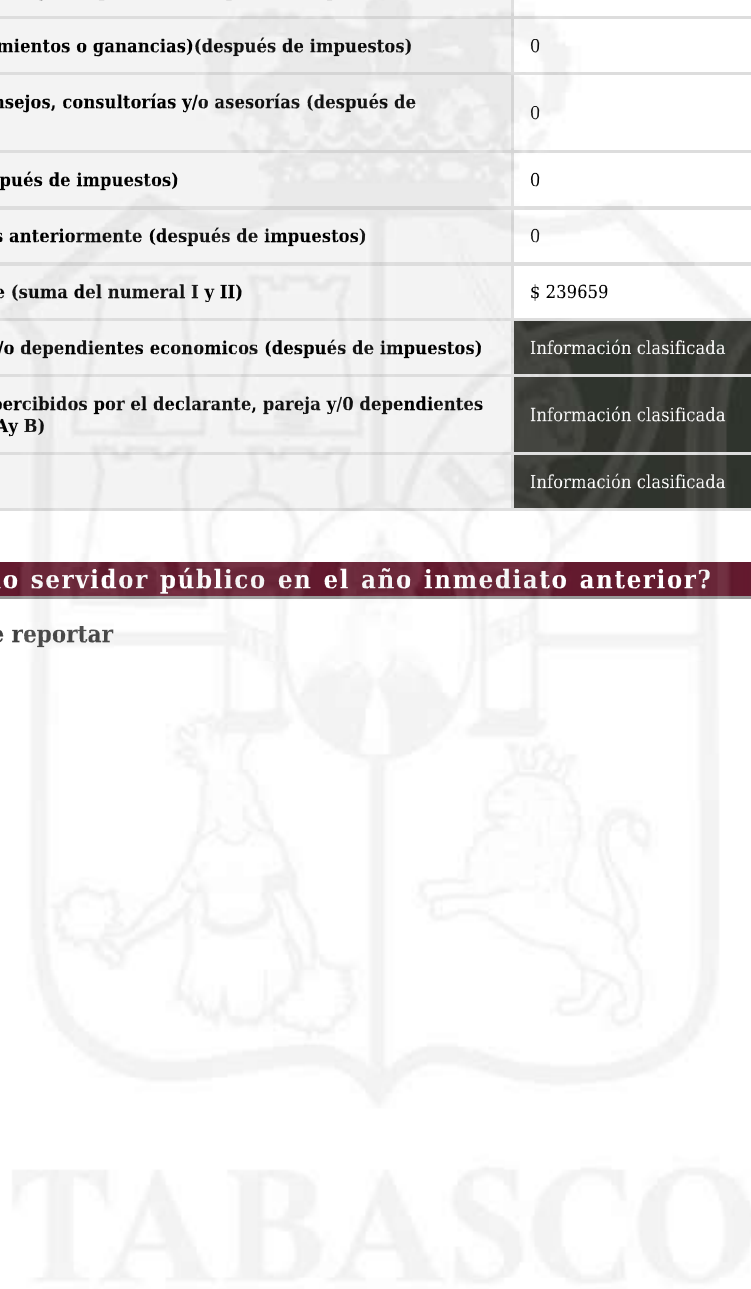 mientos o ganancias)(después de impuestos)
0
nsejos, consultorías y/o asesorías (después de
0
pués de impuestos)
0
s anteriormente (después de impuestos)
0
e (suma del numeral I y II)
$ 239659
/o dependientes economicos (después de impuestos)
Información clasificada
percibidos por el declarante, pareja y/0 dependientes
Ay B)
Información clasificada
Información clasificada
o servidor público en el año inmediato anterior?
e reportar
TABASCO